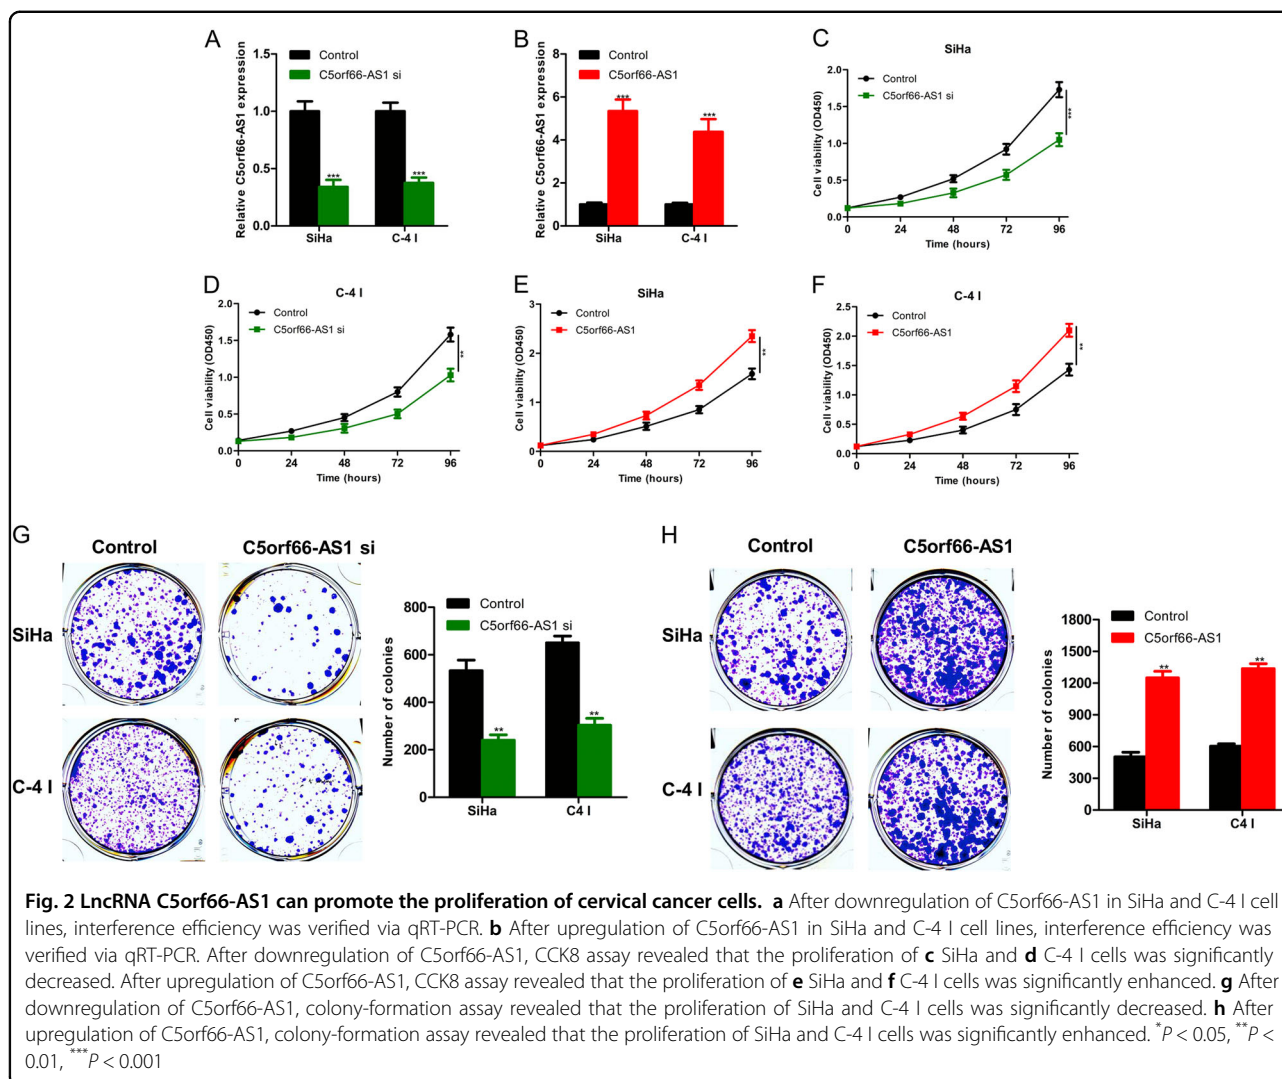 A
Relative C5orf66-AS1 expression
1.5
1.0
0.5
0.0
Control
C5orf66-AS1 si
***
***
SiHa
C-4 I
B
Relative C5orf66-AS1 expression
8
6
4
2
0
Control
C5orf66-AS1
***
***
SiHa
C-4 I
C
SiHa
Cell viability (OD450)
2.0
1.5
1.0
0.5
0.0
Control
C5orf66-AS1 si
***
0 24 48 72 96
Time (hours)
D
C-4 I
Cell viability (OD450)
2.0
1.5
1.0
0.5
0.0
Control
C5orf66-AS1 si
**
0 24 48 72 96
Time (hours)
E
SiHa
Cell viability (OD450)
3
2
1
0
Control
C5orf66-AS1
**
0 24 48 72 96
Time (hours)
F
C-4 I
Cell viability (OD450)
2.5
2.0
1.5
1.0
0.5
0.0
Control
C5orf66-AS1
**
0 24 48 72 96
Time (hours)
G
Control C5orf66-AS1 si
SiHa
C-4 I
Number of colonies
800
600
400
200
0
Control
C5orf66-AS1 si
**
**
SiHa
C4 I
H
Control C5orf66-AS1
SiHa
C-4 I
Number of colonies
1800
1500
1200
900
600
300
0
Control
C5orf66-AS1
**
**
SiHa
C4 I
Fig. 2 LncRNA C5orf66-AS1 can promote the proliferation of cervical cancer cells. a After downregulation of C5orf66-AS1 in SiHa and C-4 I cell
lines, interference efficiency was verified via qRT-PCR. b After upregulation of C5orf66-AS1 in SiHa and C-4 I cell lines, interference efficiency was
verified via qRT-PCR. After downregulation of C5orf66-AS1, CCK8 assay revealed that the proliferation of c SiHa and d C-4 I cells was significantly
decreased. After upregulation of C5orf66-AS1, CCK8 assay revealed that the proliferation of e SiHa and f C-4 I cells was significantly enhanced. g After
downregulation of C5orf66-AS1, colony-formation assay revealed that the proliferation of SiHa and C-4 I cells was significantly decreased. h After
upregulation of C5orf66-AS1, colony-formation assay revealed that the proliferation of SiHa and C-4 I cells was significantly enhanced. *P < 0.05, **P <
0.01, ***P < 0.001